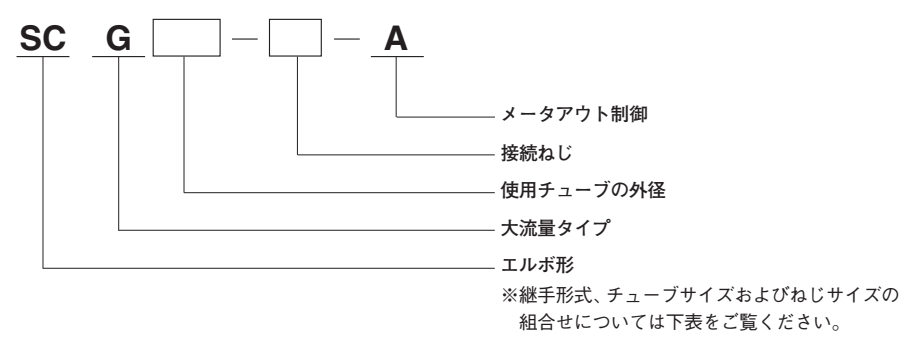 SC G □ － □ － A
メータアウト制御
接続ねじ
使用チューブの外径
大流量タイプ
エルボ形
※継手形式、チューブサイズおよびねじサイズの
組合せについては下表をご覧ください。